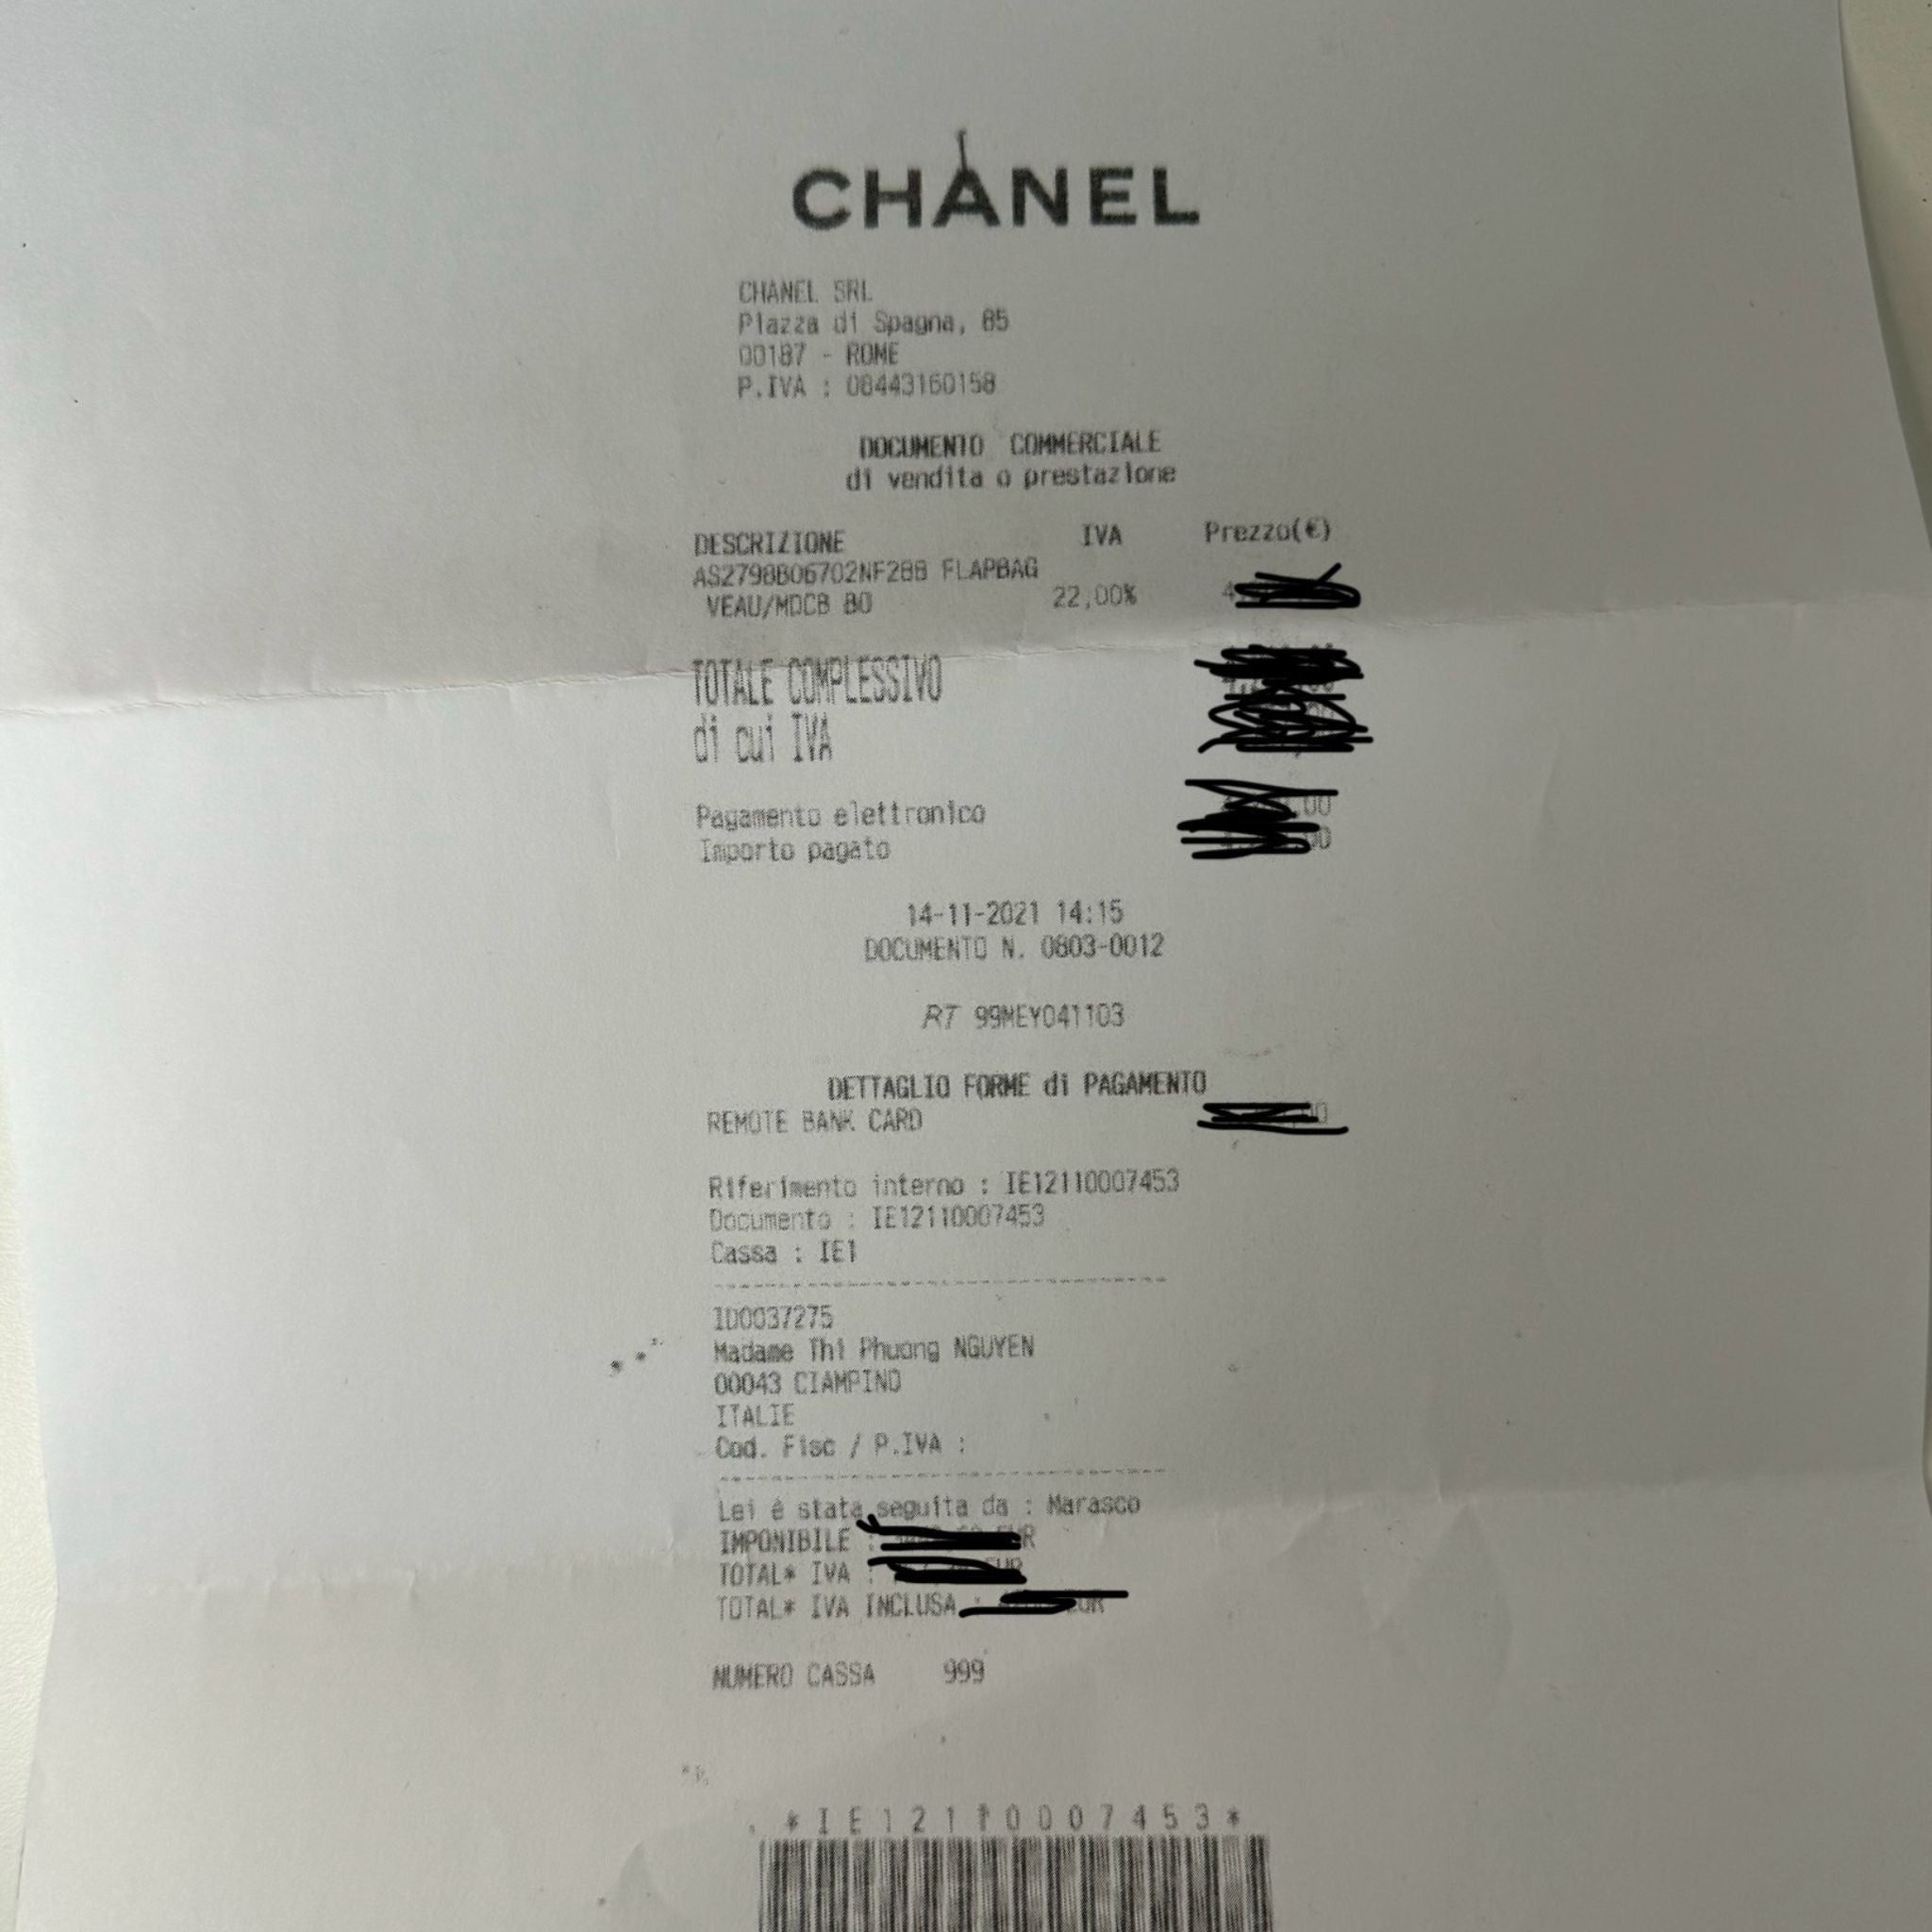 CHANEL
CHANEL SRL
Piazza di Spagna, 85
00187 - ROME
P.IVA : 08443160158
DOCUMENTO COMMERCIALE
di vendita o prestazione
DESCRIZIONE IVA Prezzo(€)
AS2798B06702NF288 FLAPBAG
VEAU/MDCB BO 22,00%
TOTALE COMPLESSIVO
di cui IVA
Pagamento elettronico
Importo pagato
14-11-2021 14:15
DOCUMENTO N. 0803-0012
RT 99MEY041103
DETTAGLIO FORME di PAGAMENTO
REMOTE BANK CARD
Riferimento interno : IE12110007453
Documento : IE12110007453
Cassa : IE1
ID0037275
Madame Thi Phuong NGUYEN
00043 CIAMPINO
ITALIE
Cod. Fisc / P.IVA :
Lei è stata seguita da : Marasco
IMPONIBILE :
TOTAL* IVA : EUR
TOTAL* IVA INCLUSA : EUR
NUMERO CASSA 999
*IE12110007453*